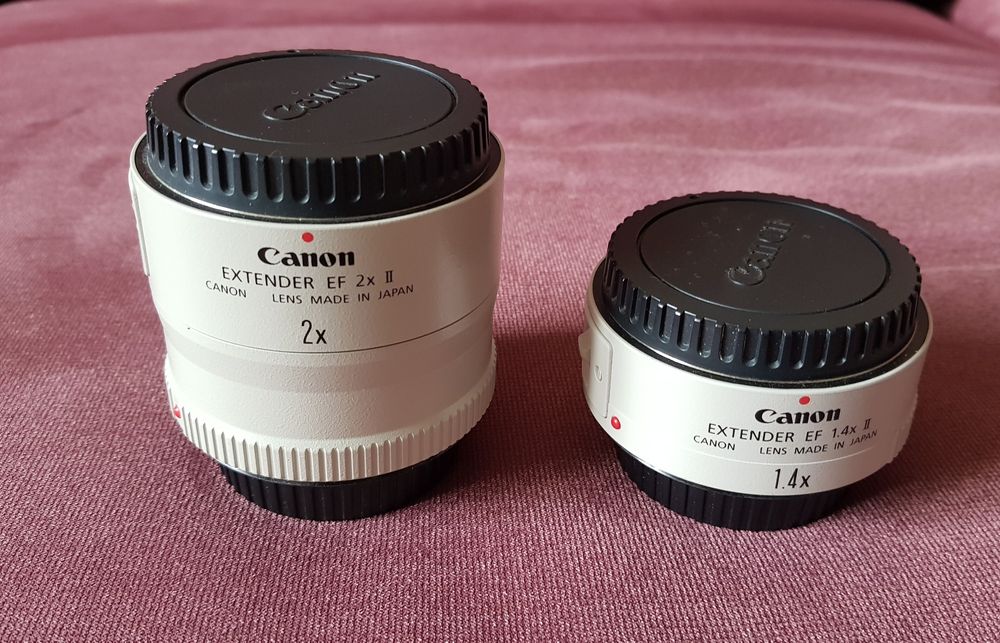 Canon
Canon
EXTENDER EF 2x II
CANON LENS MADE IN JAPAN
2x
Canon
Canon
EXTENDER EF 1.4x II
CANON LENS MADE IN JAPAN
1.4x